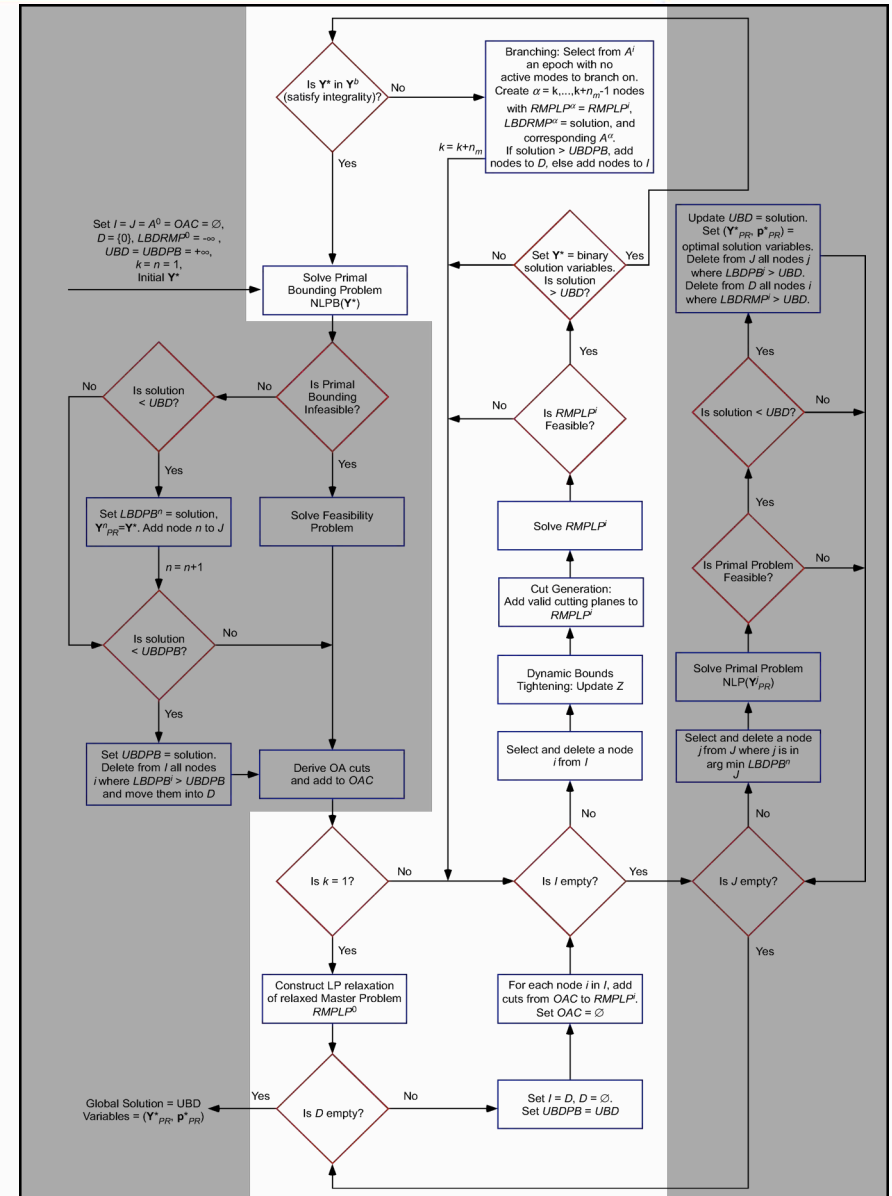 Is Y* in Y^b
(satisfy integrality)?
No
Yes
Branching: Select from A^i
an epoch with no
active modes to branch on.
Create α = k,...,k+n_m-1 nodes
with RMPLP^α = RMPLP^i,
LBDRMP^α = solution, and
corresponding A^α.
If solution > UBDPB, add
nodes to D, else add nodes to I
k = k+n_m
Set I = J = A^0 = OAC = ∅,
D = {0}, LBDRMP^0 = -∞ ,
UBD = UBDPB = +∞,
k = n = 1,
Initial Y*
Solve Primal
Bounding Problem
NLPB(Y*)
No
Set Y* = binary
solution variables.
Is solution
> UBD?
Yes
Yes
Update UBD = solution.
Set (Y*_PR, p*_PR) =
optimal solution variables.
Delete from J all nodes j
where LBDPB^j > UBD.
Delete from D all nodes i
where LBDRMP^i > UBD.
Yes
No
Is solution
< UBD?
No
Is Primal
Bounding
Infeasible?
Yes
Yes
No
Is RMPLP^i
Feasible?
Is solution < UBD?
No
Yes
Set LBDPB^n = solution,
Y^n_PR=Y*. Add node n to J
Solve Feasibility
Problem
n = n+1
Solve RMPLP^i
Is Primal Problem
Feasible?
No
Cut Generation:
Add valid cutting planes to
RMPLP^i
Is solution
< UBDPB?
No
Yes
Dynamic Bounds
Tightening: Update Z
Solve Primal Problem
NLP(Y^j_PR)
Set UBDPB = solution.
Delete from I all nodes
i where LBDPB^i > UBDPB
and move them into D
Derive OA cuts
and add to OAC
Select and delete a node
i from I
Select and delete a node
j from J where j is in
arg min LBDPB^n
J
No
No
Is k = 1?
No
Is I empty?
Yes
Is J empty?
Yes
Yes
Construct LP relaxation
of relaxed Master Problem
RMPLP^0
For each node i in I, add
cuts from OAC to RMPLP^i.
Set OAC = ∅
Global Solution = UBD
Variables = (Y*_PR, p*_PR)
Yes
Is D empty?
No
Set I = D, D = ∅.
Set UBDPB = UBD